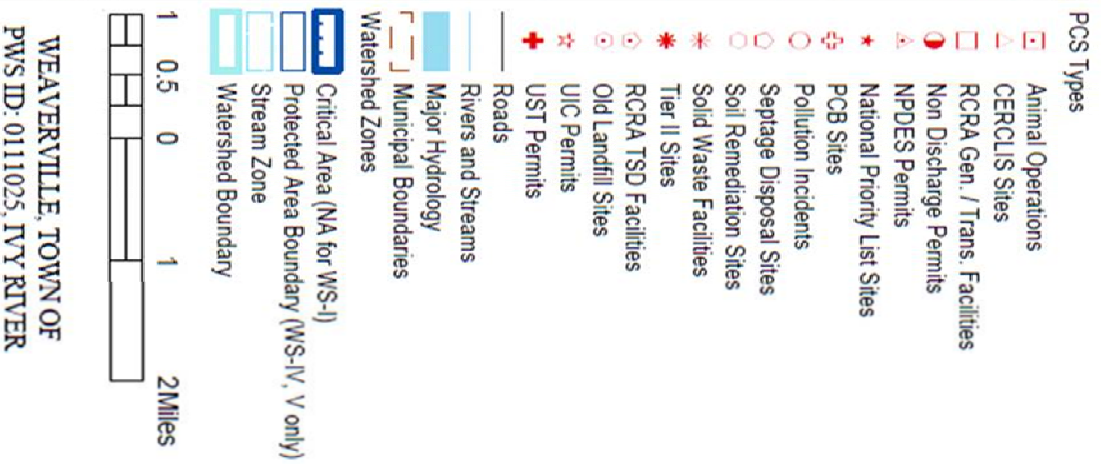 PCS Types
Animal Operations
CERCLIS Sites
RCRA Gen. / Trans. Facilities
Non Discharge Permits
NPDES Permits
National Priority List Sites
PCB Sites
Pollution Incidents
Septage Disposal Sites
Soil Remediation Sites
Solid Waste Facilities
Tier II Sites
RCRA TSD Facilities
Old Landfill Sites
UIC Permits
UST Permits
Roads
Rivers and Streams
Major Hydrology
Municipal Boundaries
Watershed Zones
Critical Area (NA for WS-I)
Protected Area Boundary (WS-IV, V only)
Stream Zone
Watershed Boundary
1 0.5 0 1 2 Miles
WEAVERVILLE, TOWN OF
PWS ID: 0111025, IVY RIVER